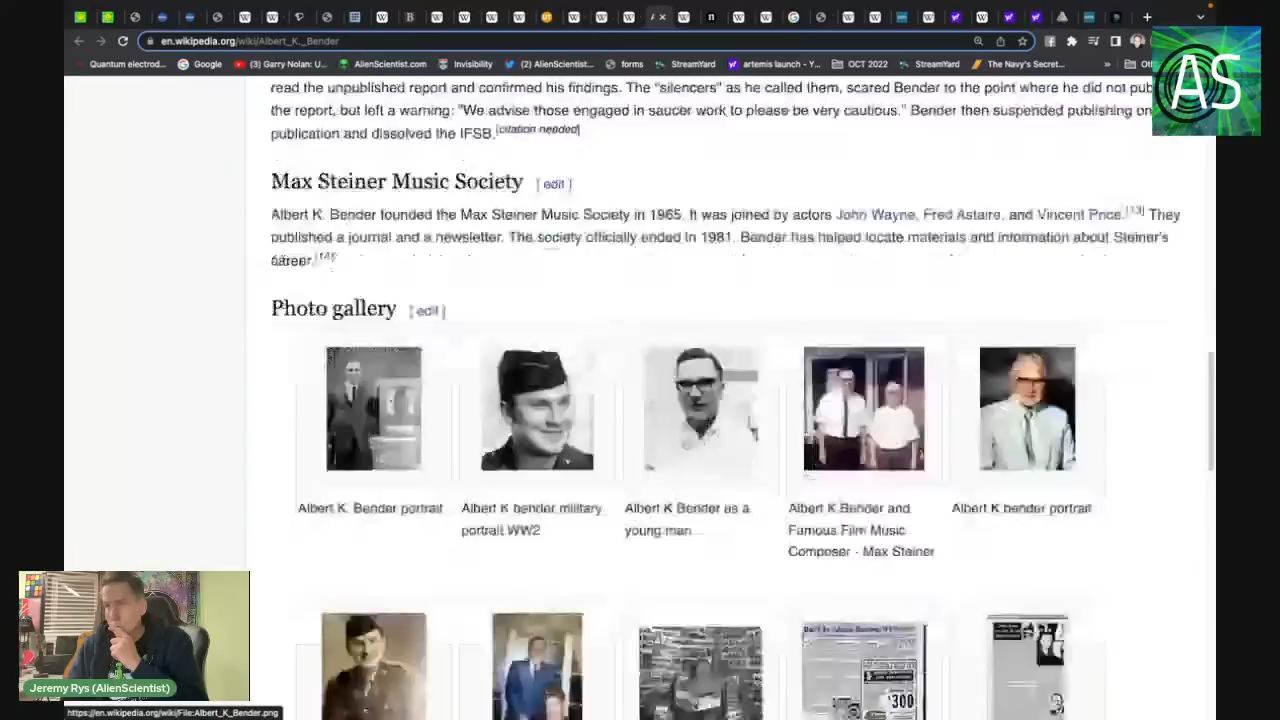 en.wikipedia.org/wiki/Albert_K._Bender
Quantum electrod...
Google
(3) Garry Nolan: U...
AlienScientist.com
Invisibility
(2) AlienScientist...
forms
StreamYard
artemis launch - Y...
OCT 2022
StreamYard
The Navy's Secret...
»
AS
read the unpublished report and confirmed his findings. The "silencers" as he called them, scared Bender to the point where he did not pub
the report, but left a warning: "We advise those engaged in saucer work to please be very cautious." Bender then suspended publishing on
publication and dissolved the IFSB.[citation needed]
Max Steiner Music Society [ edit ]
Albert K. Bender founded the Max Steiner Music Society in 1965. It was joined by actors John Wayne, Fred Astaire, and Vincent Price.[13] They
published a journal and a newsletter. The society officially ended in 1981. Bender has helped locate materials and information about Steiner's
Photo gallery [ edit ]
Albert K. Bender portrait
Albert K bender military
portrait WW2
Albert K Bender as a
young man
Albert K Bender and
Famous Film Music
Composer - Max Steiner
Albert K bender portrait
$300
Jeremy Rys (AlienScientist)
https://en.wikipedia.org/wiki/File:Albert_K_Bender.png